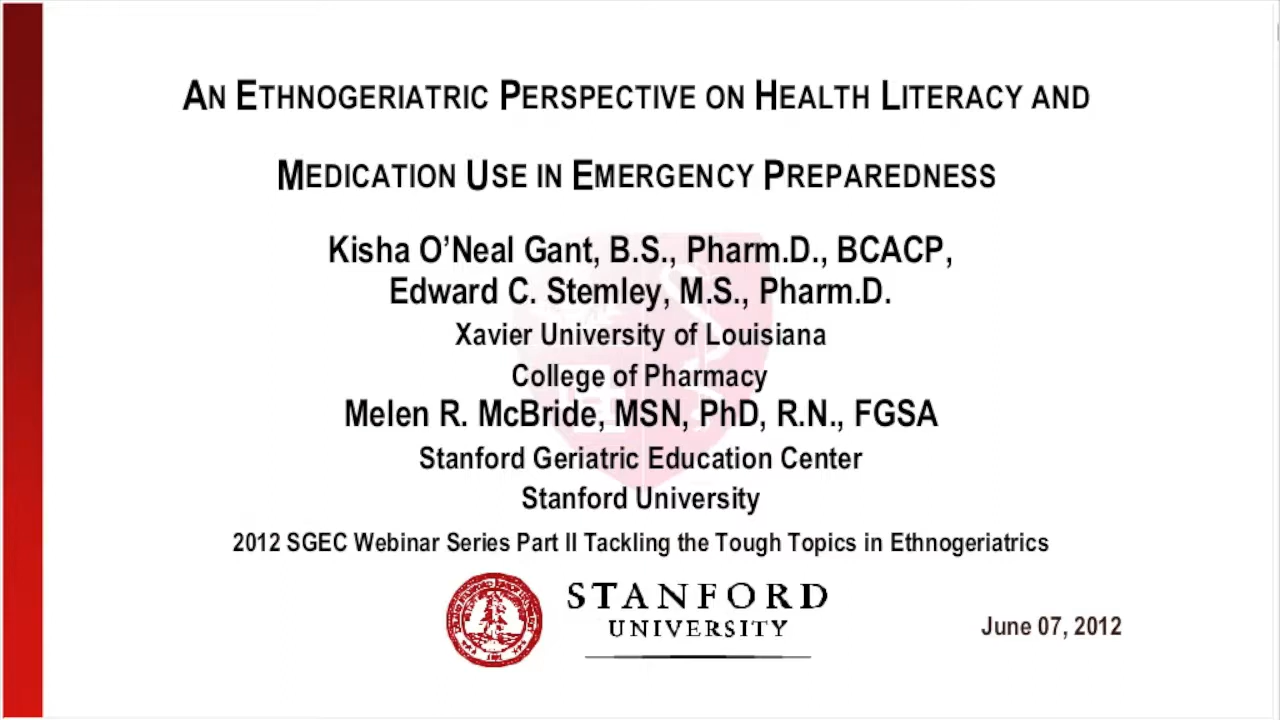 AN ETHNOGERIATRIC PERSPECTIVE ON HEALTH LITERACY AND
MEDICATION USE IN EMERGENCY PREPAREDNESS
Kisha O'Neal Gant, B.S., Pharm.D., BCACP,
Edward C. Stemley, M.S., Pharm.D.
Xavier University of Louisiana
College of Pharmacy
Melen R. McBride, MSN, PhD, R.N., FGSA
Stanford Geriatric Education Center
Stanford University
2012 SGEC Webinar Series Part II Tackling the Tough Topics in Ethnogeriatrics
STANFORD
UNIVERSITY
June 07, 2012